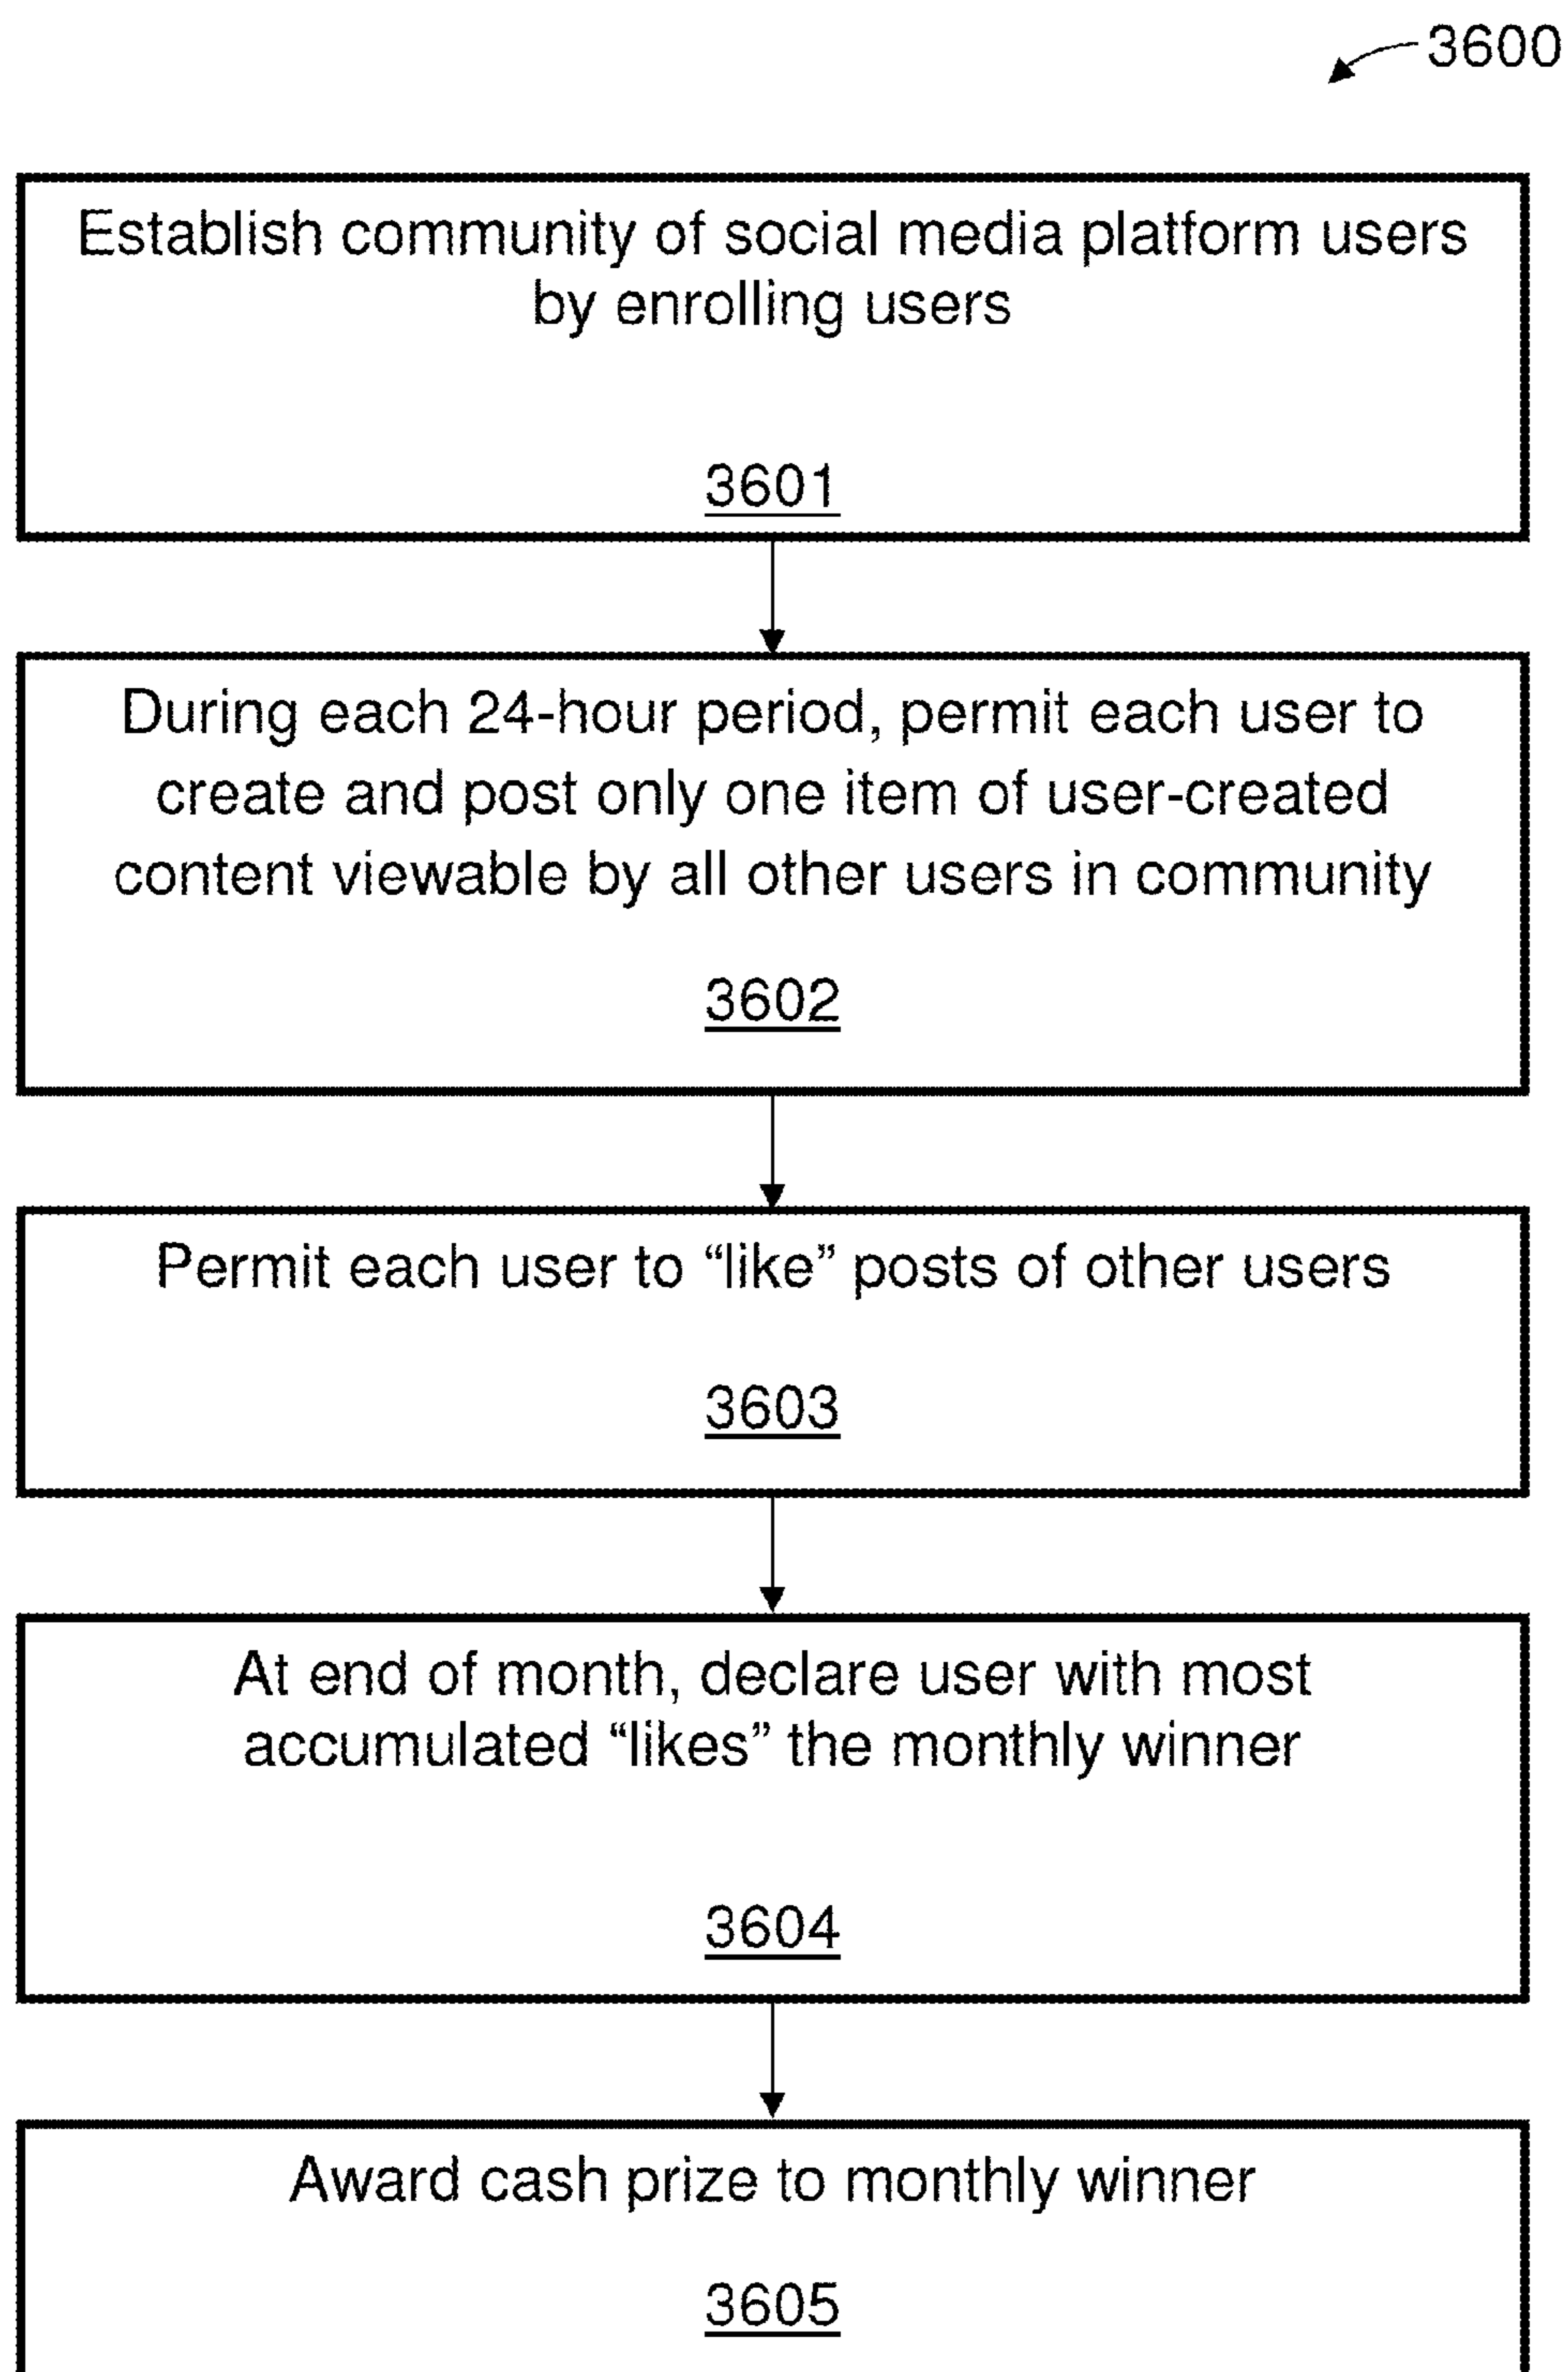 3600
Establish community of social media platform users
by enrolling users
3601
During each 24-hour period, permit each user to
create and post only one item of user-created
content viewable by all other users in community
3602
Permit each user to “like” posts of other users
3603
At end of month, declare user with most
accumulated “likes” the monthly winner
3604
Award cash prize to monthly winner
3605